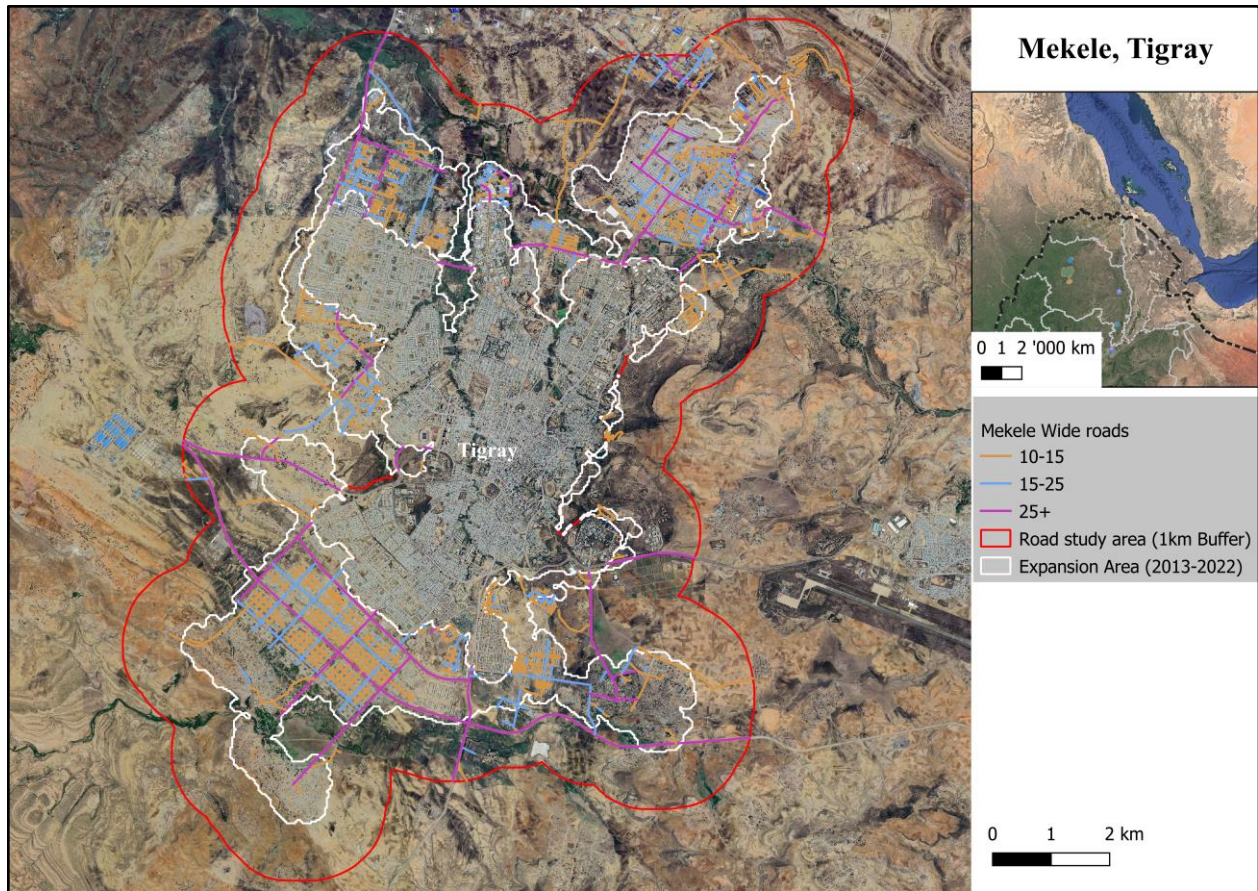 Mekele, Tigray
Tigray
0 1 2 '000 km
Mekele Wide roads
10-15
15-25
25+
Road study area (1km Buffer)
Expansion Area (2013-2022)
0 1 2 km